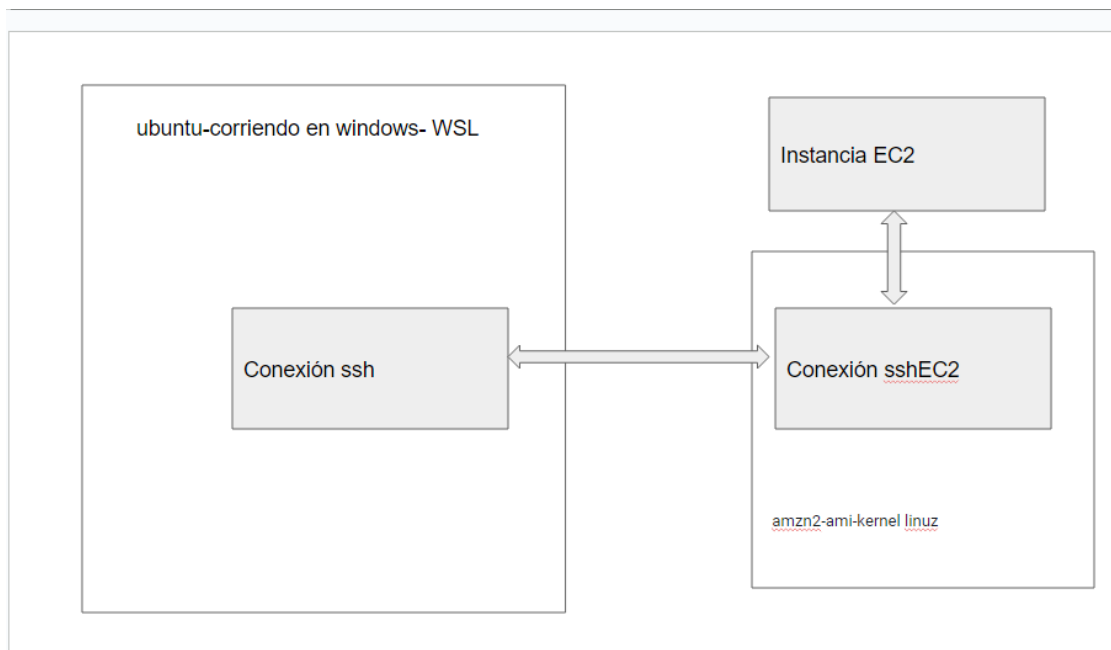 ubuntu-corriendo en windows- WSL
Instancia EC2
Conexión ssh
Conexión sshEC2
amzn2-ami-kernel linuz